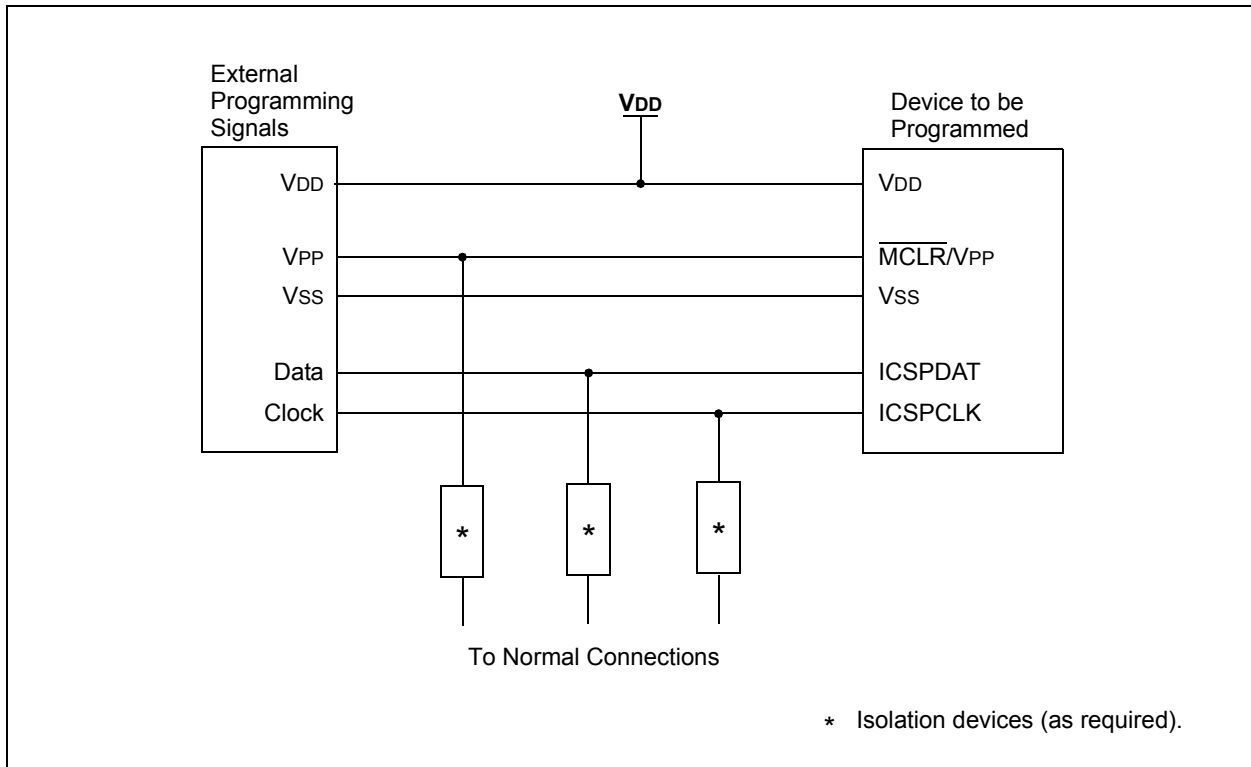 External
Programming
Signals
VDD
Device to be
Programmed
VDD
VDD
VPP
MCLR/VPP
VSS
VSS
Data
ICSPDAT
Clock
ICSPCLK
*
*
*
To Normal Connections
* Isolation devices (as required).